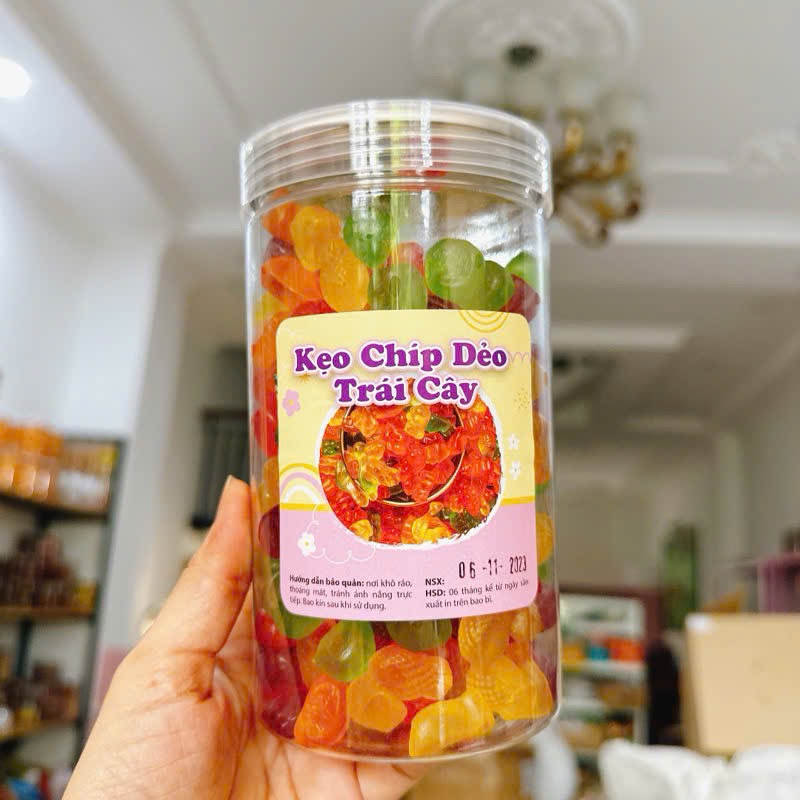 Kẹo Chíp Dẻo
Trái Cây
Hướng dẫn bảo quản: nơi khô ráo,
thoáng mát, tránh ánh nắng trực
tiếp. Bao kín sau khi sử dụng.
NSX: 06-11-2023
HSD: 06 tháng kể từ ngày sản
xuất in trên bao bì.